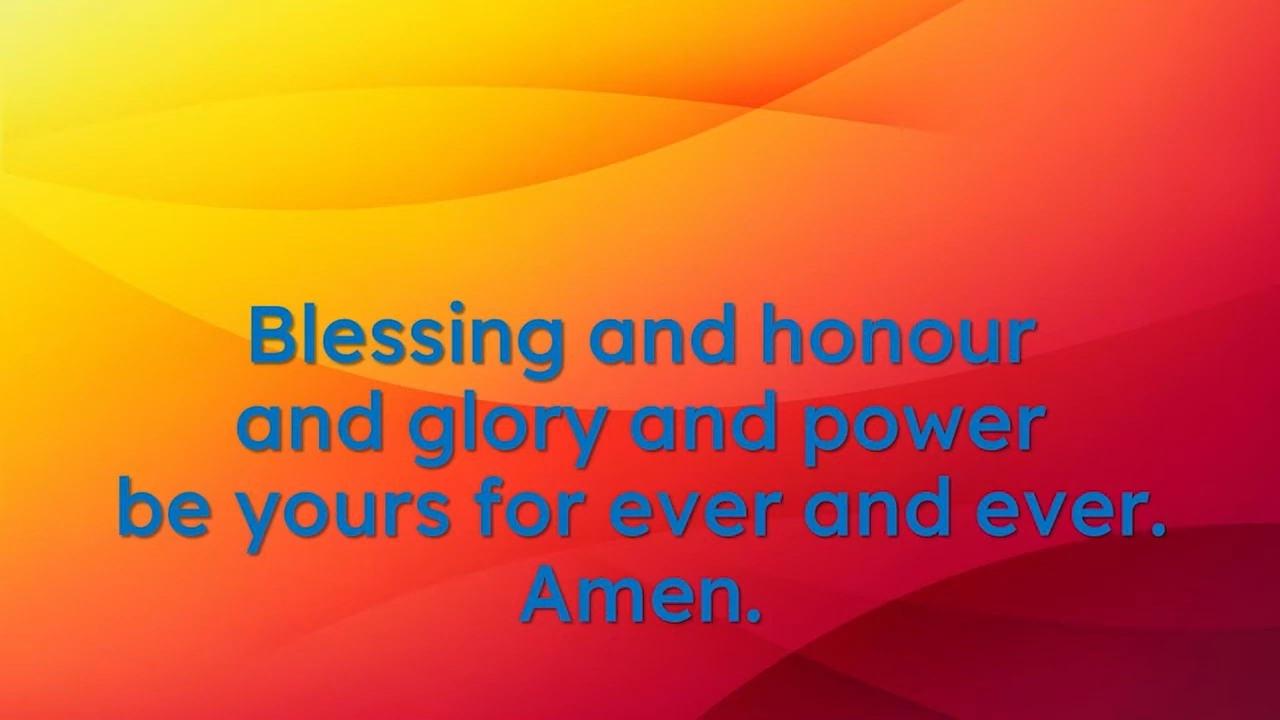 Blessing and honour
and glory and power
be yours for ever and ever.
Amen.